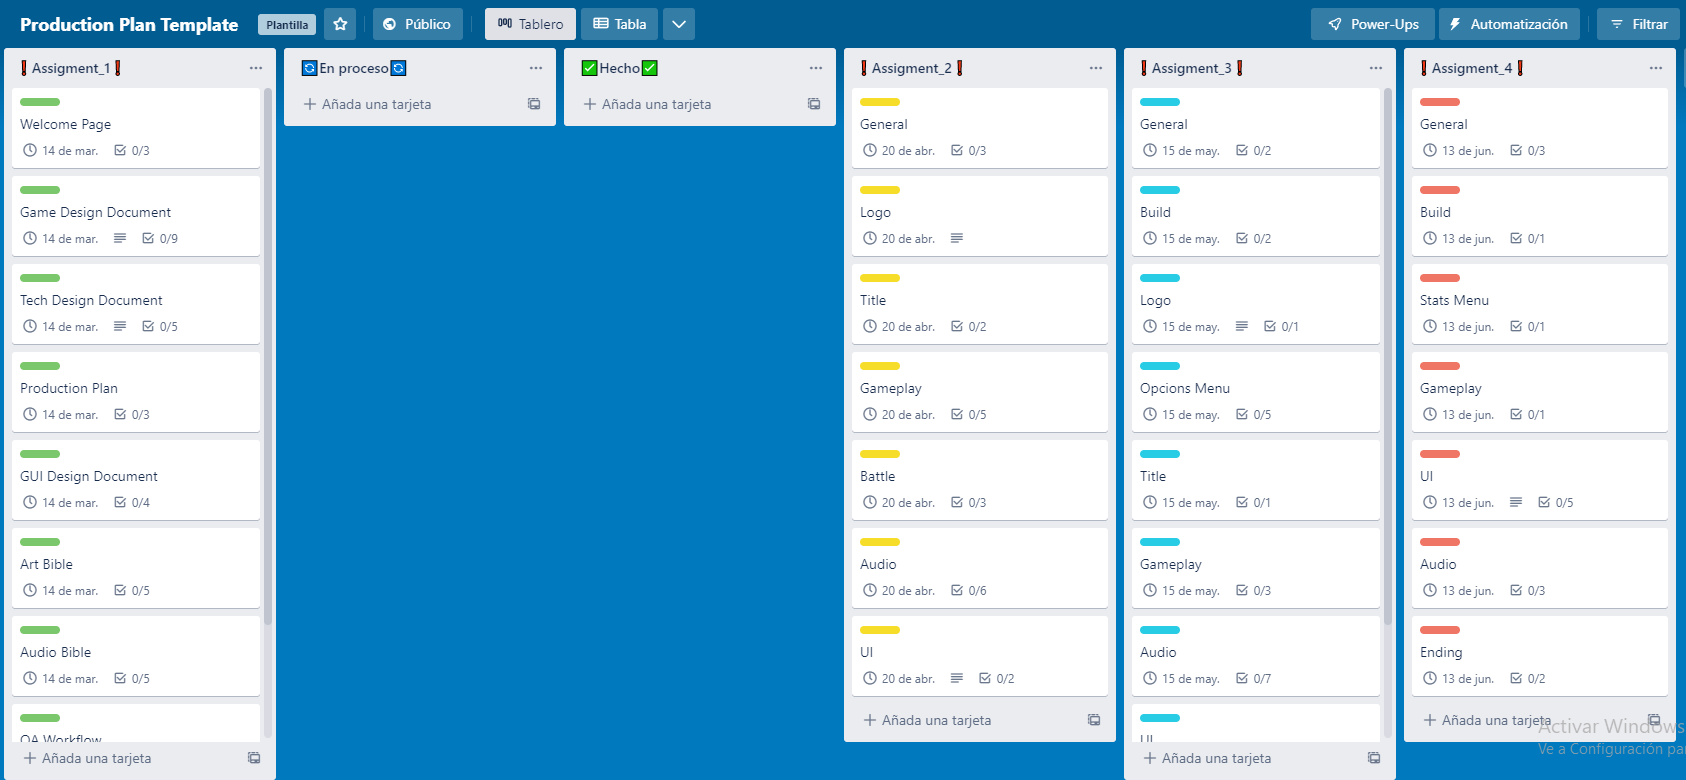 Production Plan Template
Plantilla
Público
Tablero
Tabla
Power-Ups
Automatización
Filtrar
❗Assigment_1❗
Welcome Page
14 de mar. 0/3
Game Design Document
14 de mar. 0/9
Tech Design Document
14 de mar. 0/5
Production Plan
14 de mar. 0/3
GUI Design Document
14 de mar. 0/4
Art Bible
14 de mar. 0/5
Audio Bible
14 de mar. 0/5
QA Workflow
+ Añada una tarjeta
🔄En proceso🔄
+ Añada una tarjeta
✅Hecho✅
+ Añada una tarjeta
❗Assigment_2❗
General
20 de abr. 0/3
Logo
20 de abr.
Title
20 de abr. 0/2
Gameplay
20 de abr. 0/5
Battle
20 de abr. 0/3
Audio
20 de abr. 0/6
UI
20 de abr. 0/2
+ Añada una tarjeta
❗Assigment_3❗
General
15 de may. 0/2
Build
15 de may. 0/2
Logo
15 de may. 0/1
Opcions Menu
15 de may. 0/5
Title
15 de may. 0/1
Gameplay
15 de may. 0/3
Audio
15 de may. 0/7
UI
+ Añada una tarjeta
❗Assigment_4❗
General
13 de jun. 0/3
Build
13 de jun. 0/1
Stats Menu
13 de jun. 0/1
Gameplay
13 de jun. 0/1
UI
13 de jun. 0/5
Audio
13 de jun. 0/3
Ending
13 de jun. 0/2
+ Añada una tarjeta
Activar Windows
Ve a Configuración pa